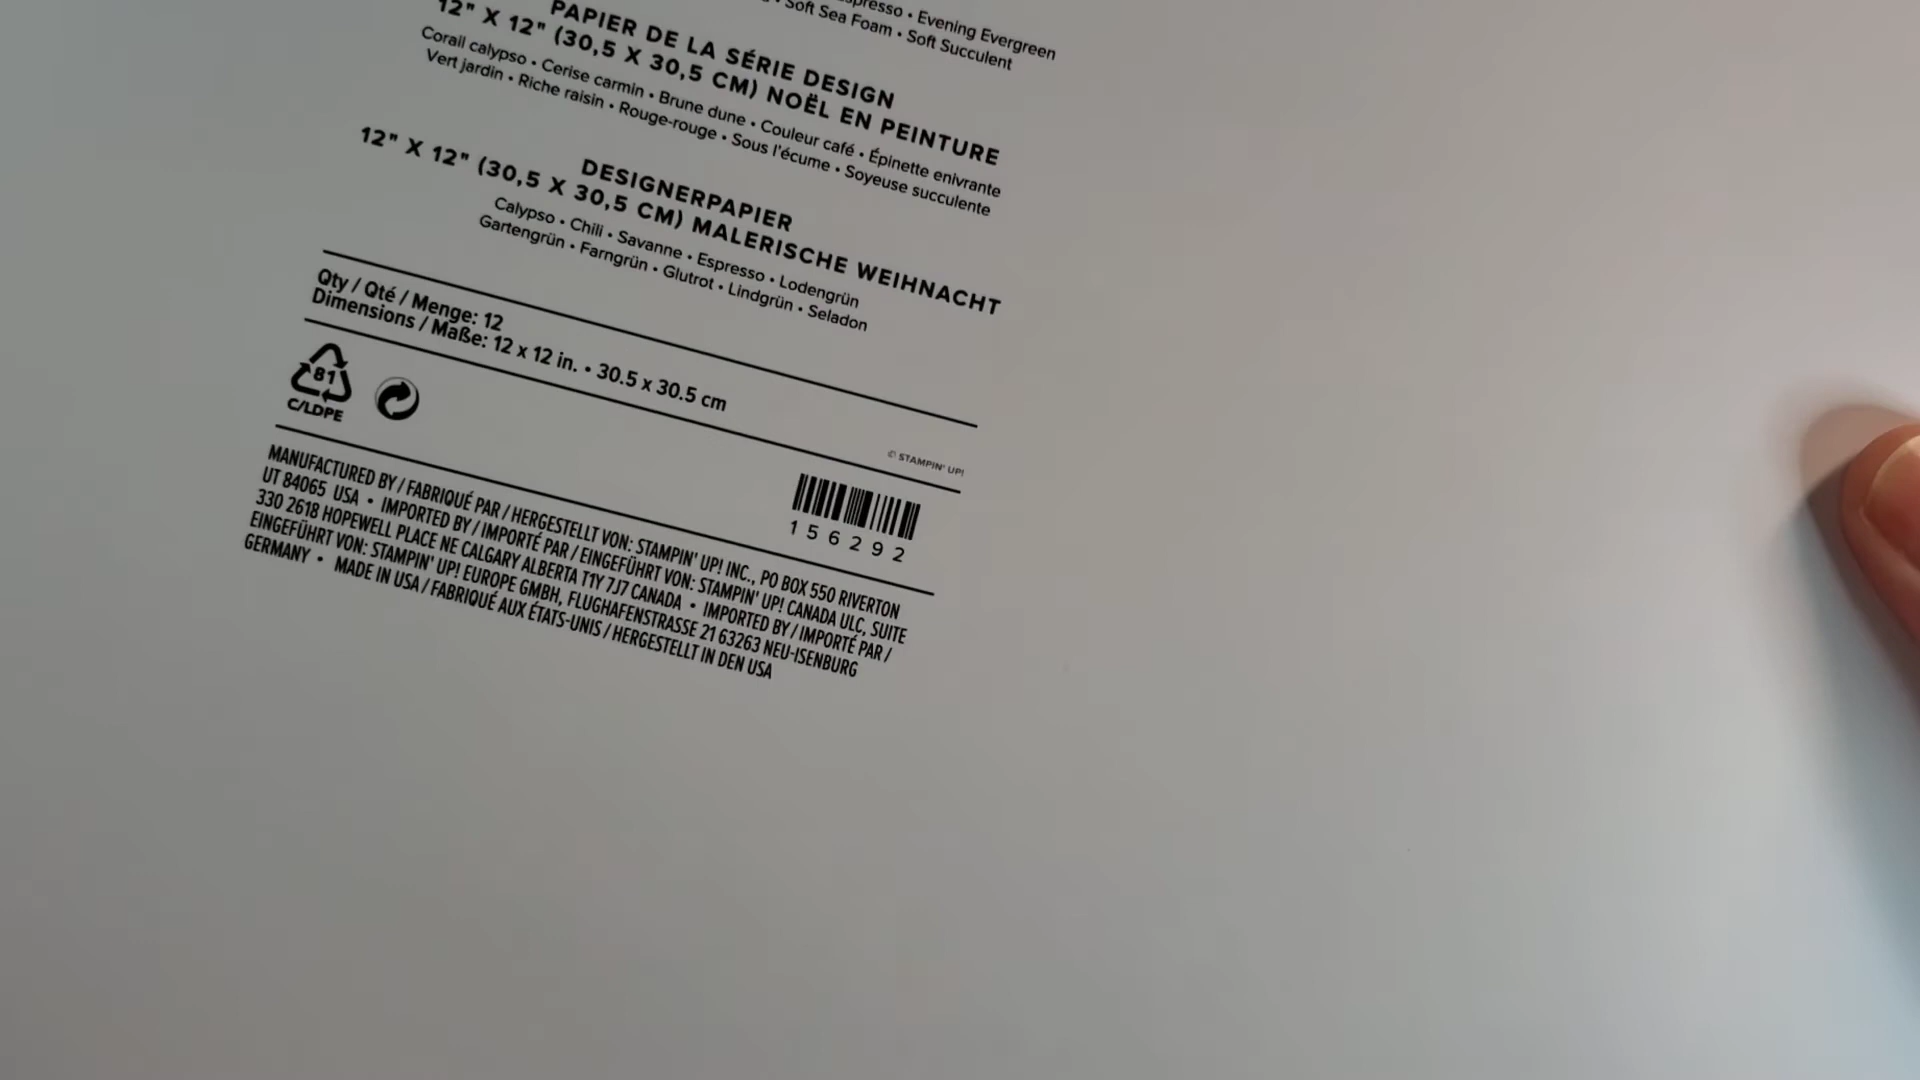 Evening Evergreen
Soft Sea Foam • Soft Succulent
PAPIER DE LA SÉRIE DESIGN
12" X 12" (30,5 X 30,5 CM) NOËL EN PEINTURE
Corail calypso • Cerise carmin • Brune dune • Couleur café • Épinette enivrante
Vert jardin • Riche raisin • Rouge-rouge • Sous l'écume • Soyeuse succulente
DESIGNERPAPIER
12" X 12" (30,5 X 30,5 CM) MALERISCHE WEIHNACHT
Calypso • Chili • Savanne • Espresso • Lodengrün
Gartengrün • Farngrün • Glutrot • Lindgrün • Seladon
Qty / Qté / Menge: 12
Dimensions / Maße: 12 x 12 in. • 30.5 x 30.5 cm
81
C/LDPE
© STAMPIN' UP!
156292
MANUFACTURED BY / FABRIQUÉ PAR / HERGESTELLT VON: STAMPIN' UP! INC., PO BOX 550 RIVERTON
UT 84065 USA • IMPORTED BY / IMPORTÉ PAR / EINGEFÜHRT VON: STAMPIN' UP! CANADA ULC, SUITE
330 2618 HOPEWELL PLACE NE CALGARY ALBERTA T1Y 7J7 CANADA • IMPORTED BY / IMPORTÉ PAR /
EINGEFÜHRT VON: STAMPIN' UP! EUROPE GMBH, FLUGHAFENSTRASSE 21 63263 NEU-ISENBURG
GERMANY • MADE IN USA / FABRIQUÉ AUX ÉTATS-UNIS / HERGESTELLT IN DEN USA